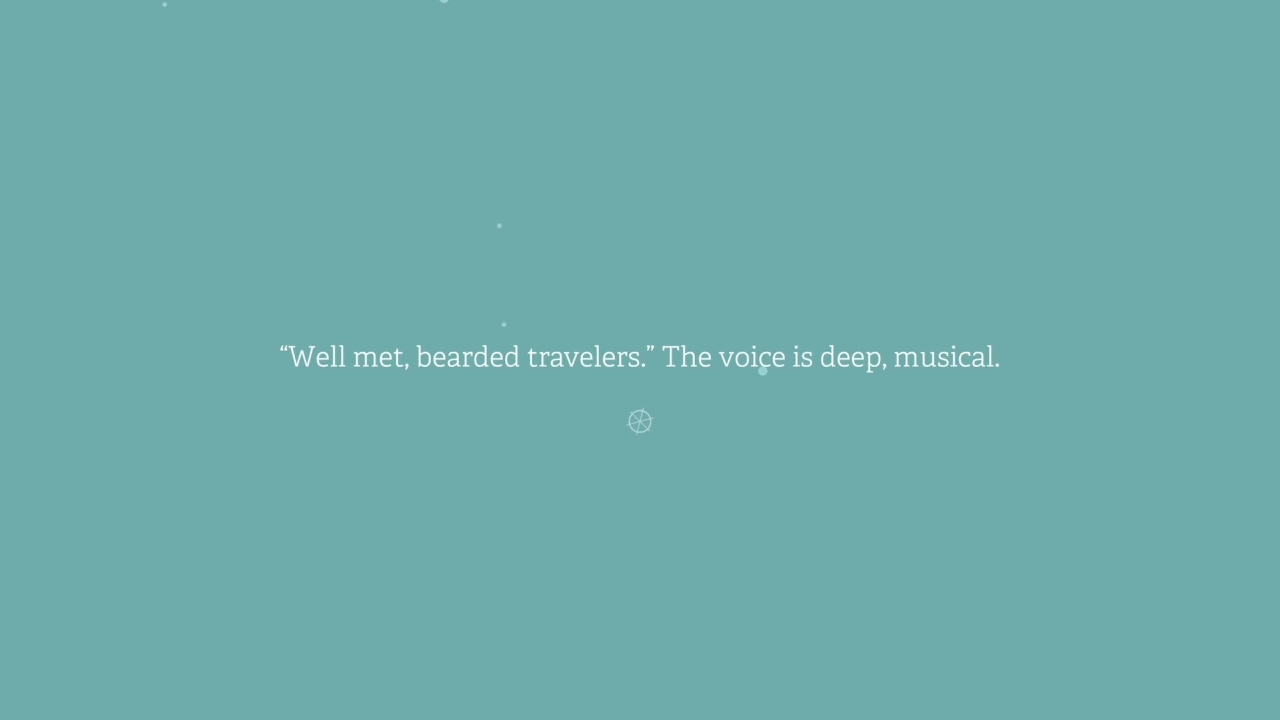 “Well met, bearded travelers.” The voice is deep, musical.